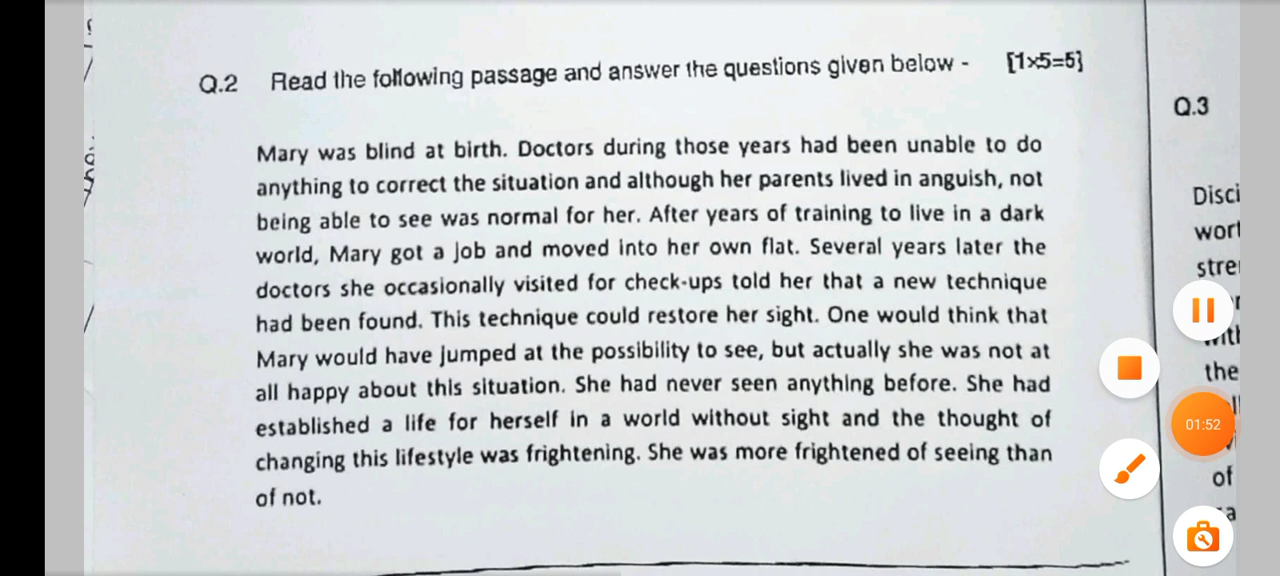 Q.2 Read the following passage and answer the questions given below - [1×5=5]
Mary was blind at birth. Doctors during those years had been unable to do
anything to correct the situation and although her parents lived in anguish, not
being able to see was normal for her. After years of training to live in a dark
world, Mary got a job and moved into her own flat. Several years later the
doctors she occasionally visited for check-ups told her that a new technique
had been found. This technique could restore her sight. One would think that
Mary would have jumped at the possibility to see, but actually she was not at
all happy about this situation. She had never seen anything before. She had
established a life for herself in a world without sight and the thought of
changing this lifestyle was frightening. She was more frightened of seeing than
of not.
Q.3
Disci
wor
stre
the
of
01:52